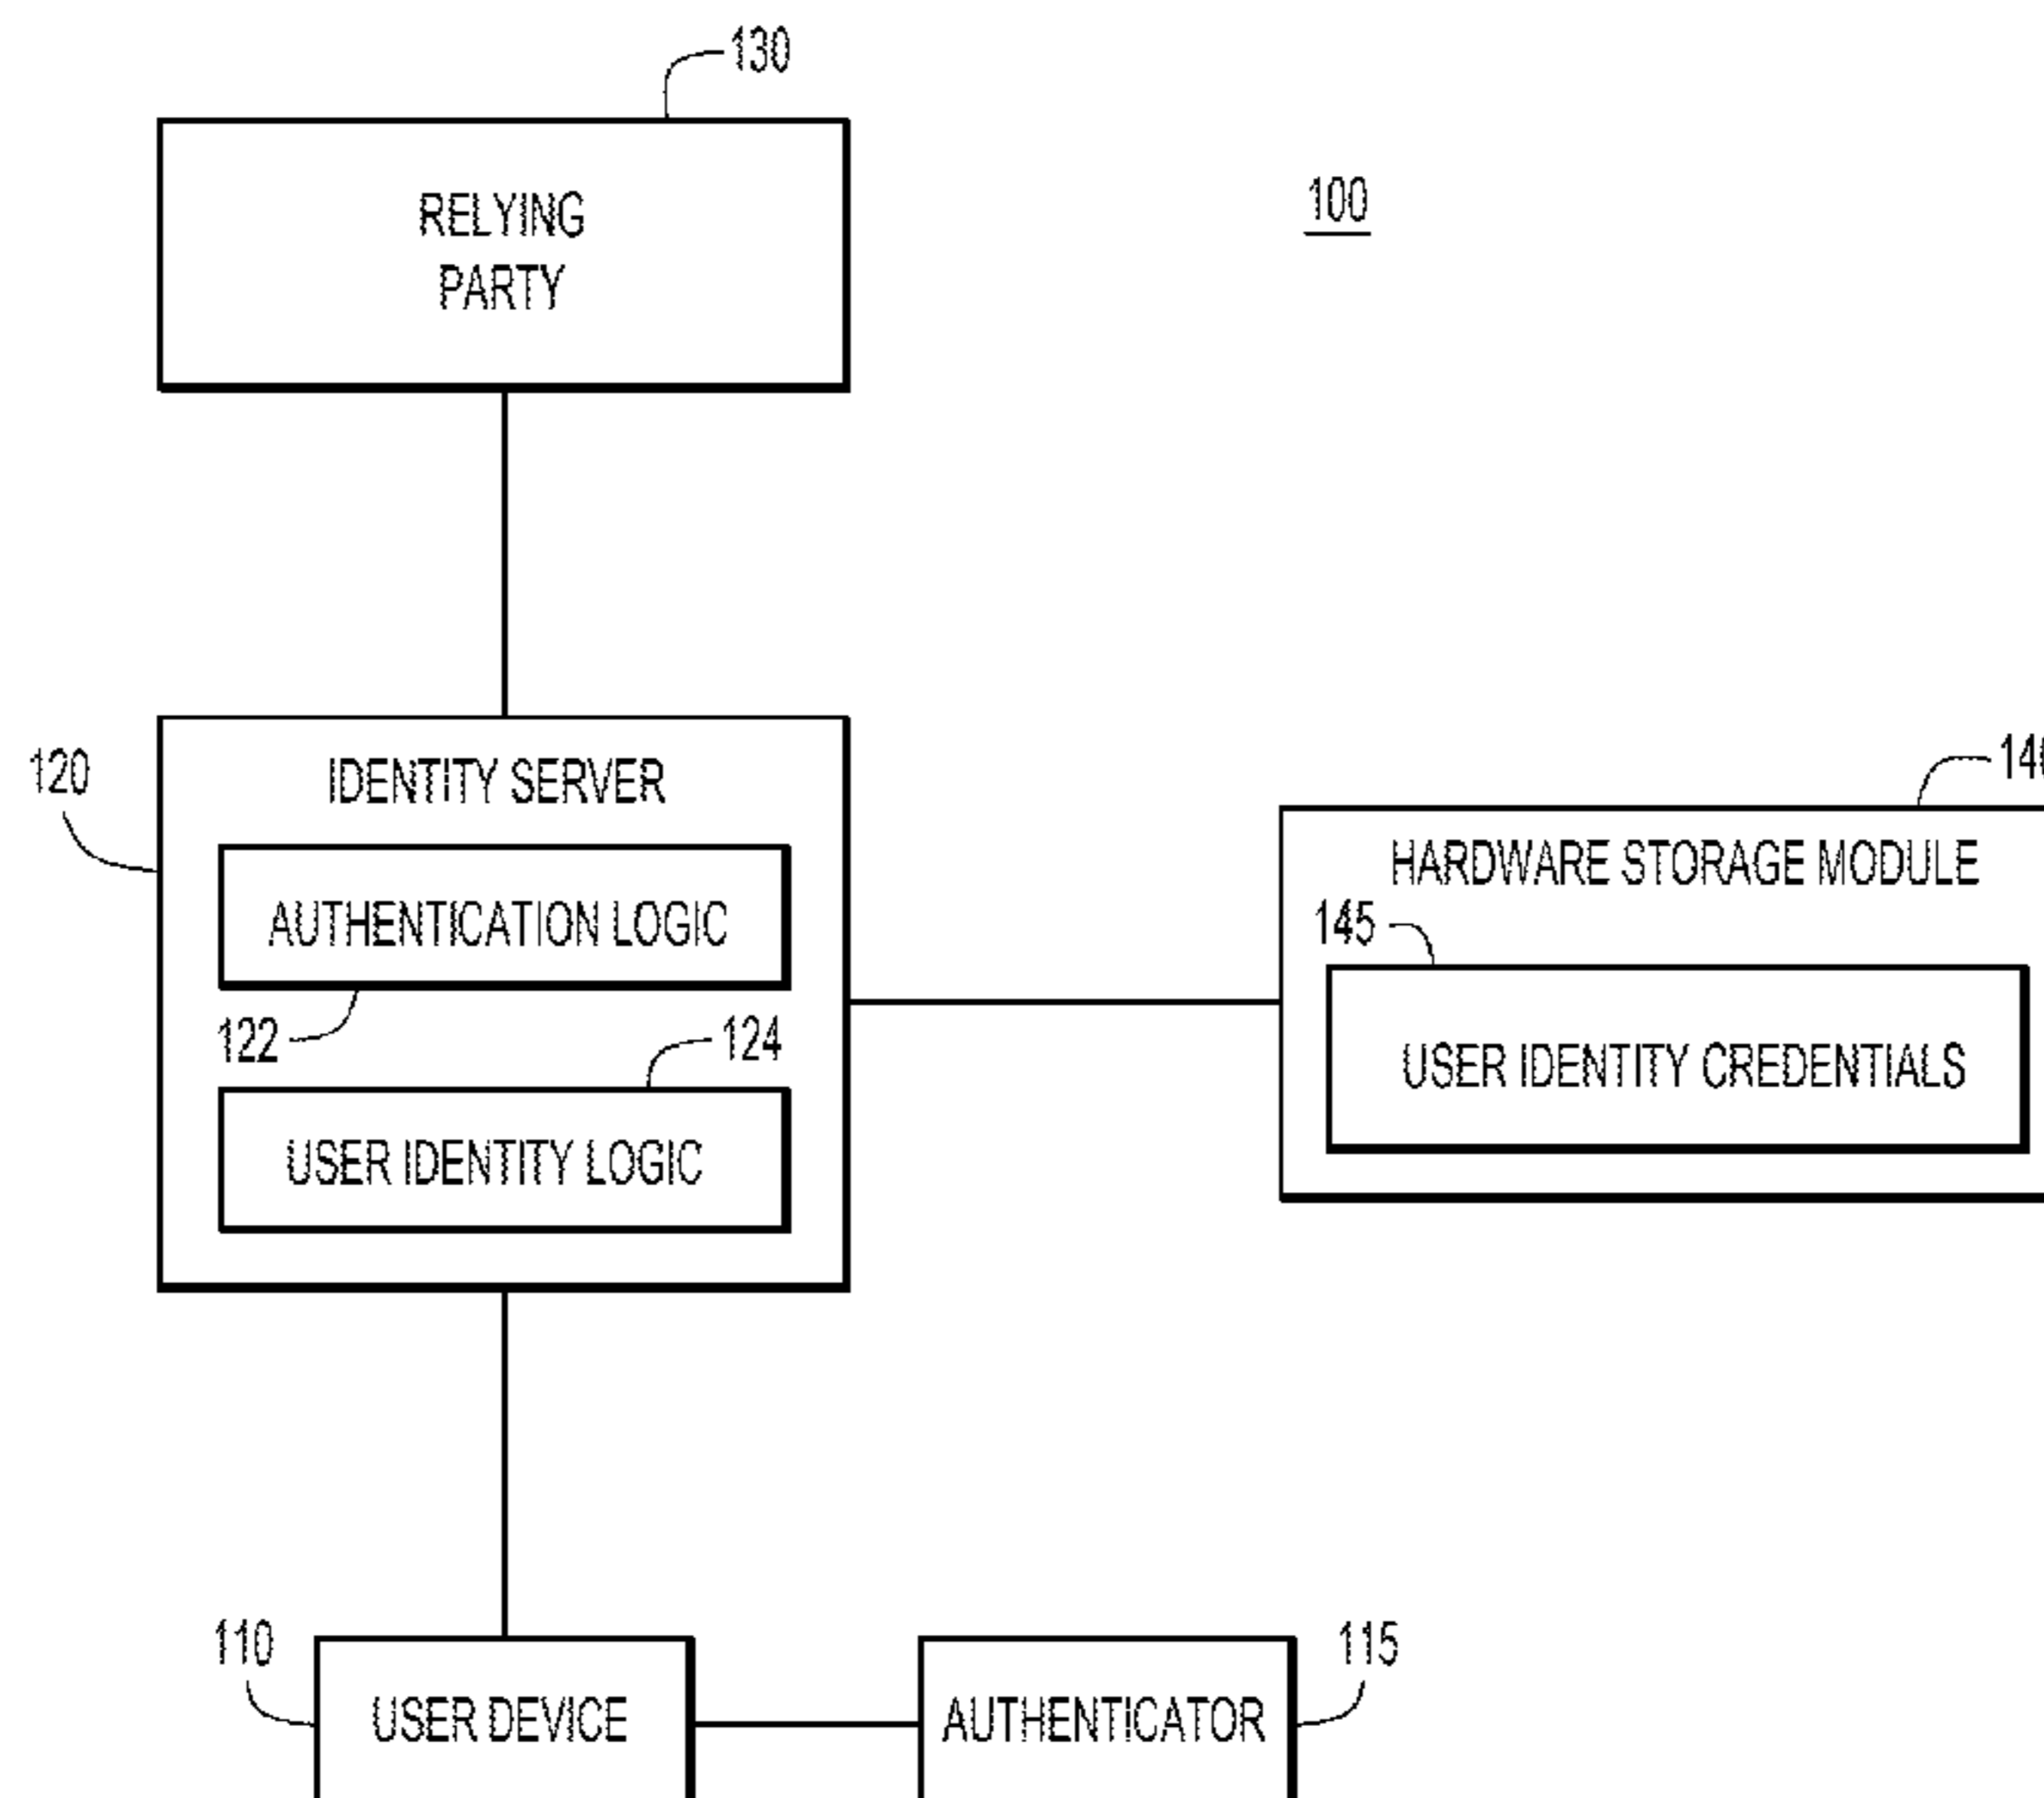 130
RELYING
PARTY
100
120
IDENTITY SERVER
AUTHENTICATION LOGIC
122
124
USER IDENTITY LOGIC
HARDWARE STORAGE MODULE
145
USER IDENTITY CREDENTIALS
110
USER DEVICE
AUTHENTICATOR
115